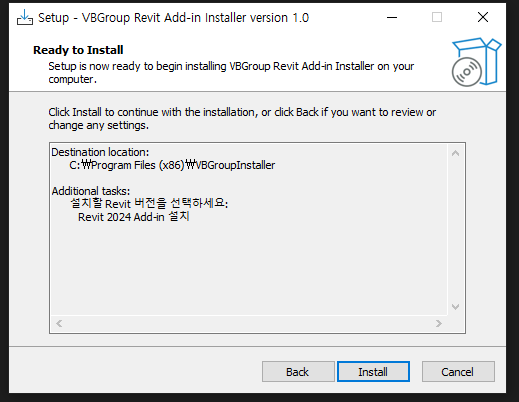 Setup - VBGroup Revit Add-in Installer version 1.0
Ready to Install
Setup is now ready to begin installing VBGroup Revit Add-in Installer on your
computer.
Click Install to continue with the installation, or click Back if you want to review or
change any settings.
Destination location:
C:₩Program Files (x86)₩VBGroupInstaller
Additional tasks:
설치할 Revit 버전을 선택하세요:
Revit 2024 Add-in 설치
Back
Install
Cancel